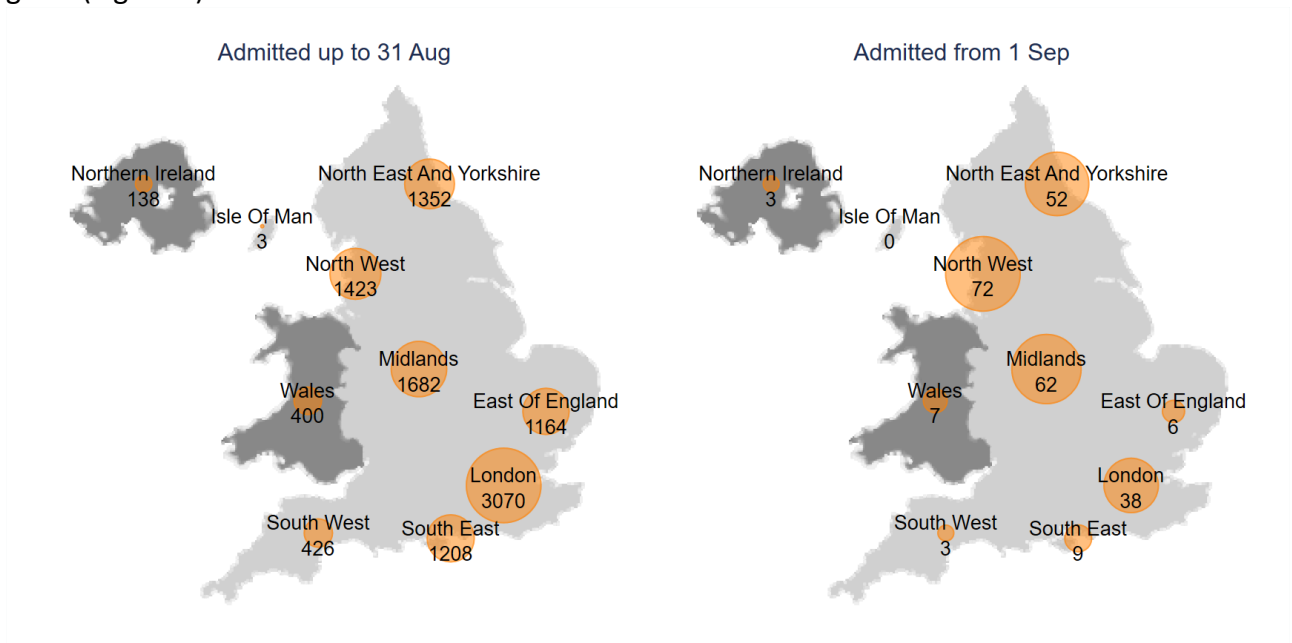 Admitted up to 31 Aug
Northern Ireland
138
Isle Of Man
3
North East And Yorkshire
1352
North West
1423
Midlands
1682
Wales
400
East Of England
1164
London
3070
South West
426
South East
1208
Admitted from 1 Sep
Northern Ireland
3
Isle Of Man
0
North East And Yorkshire
52
North West
72
Midlands
62
Wales
7
East Of England
6
London
38
South West
3
South East
9